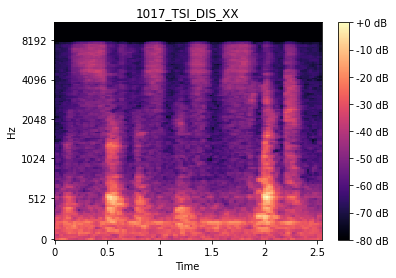 1017_TSI_DIS_XX
+0 dB
8192
-10 dB
4096
-20 dB
-30 dB
2048
-40 dB
Hz
1024
-50 dB
512
-60 dB
-70 dB
0
-80 dB
0 0.5 1 1.5 2 2.5
Time